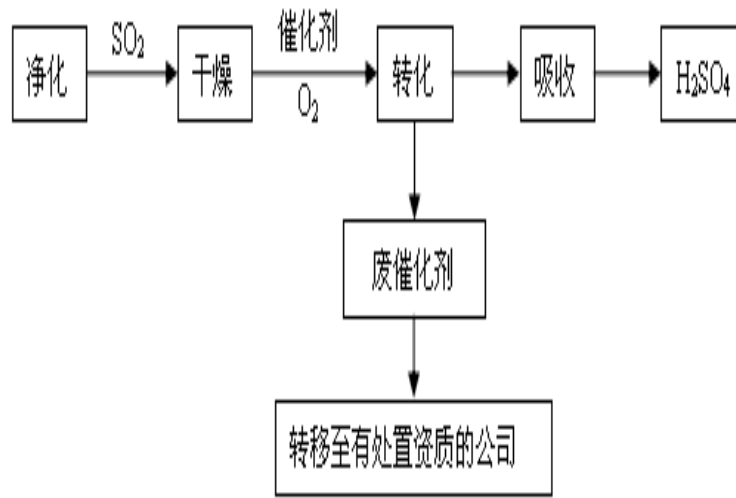 净化
SO₂
干燥
催化剂
O₂
转化
吸收
H₂SO₄
废催化剂
转移至有处置资质的公司